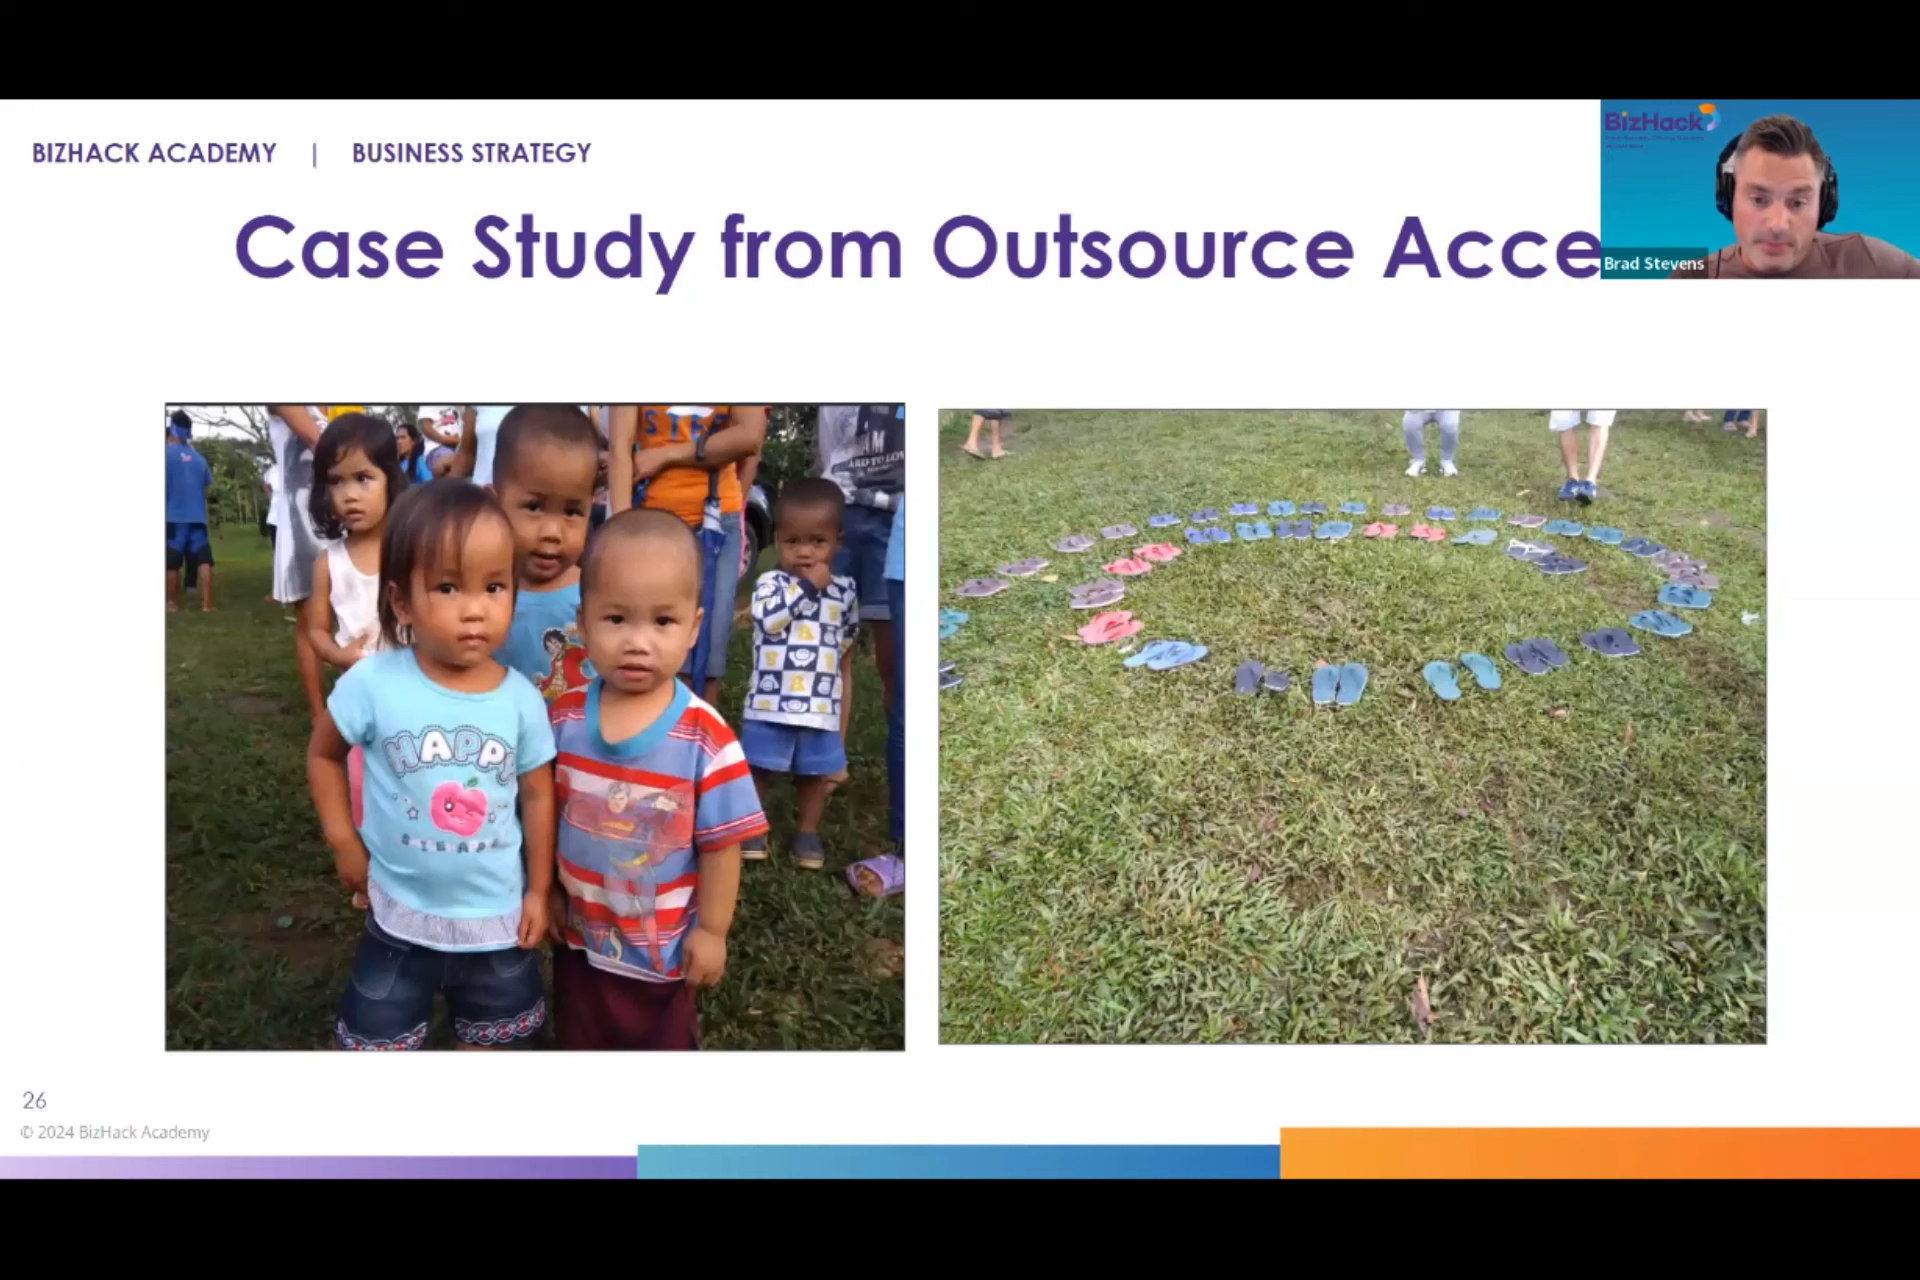 BIZHACK ACADEMY | BUSINESS STRATEGY
BizHack
Case Study from Outsource Acce
Brad Stevens
HAPPY
26
© 2024 BizHack Academy